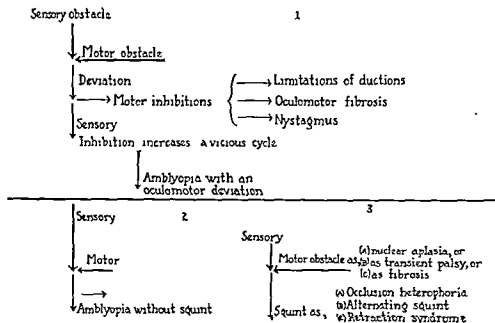 Sensory obstacle
1
Motor obstacle
Deviation
Motor inhibitions
Limitations of ductions
Oculomotor fibrosis
Nystagmus
Sensory
Inhibition increases a vicious cycle
Amblyopia with an
oculomotor deviation
Sensory
2
Motor
Amblyopia without squint
3
Sensory
Motor obstacle as,
(a) nuclear aplasia, or
(b) as transient palsy, or
(c) as fibrosis
Squint as,
(a) Occlusion heterophoria
(b) Alternating squint
(c) Retraction syndrome